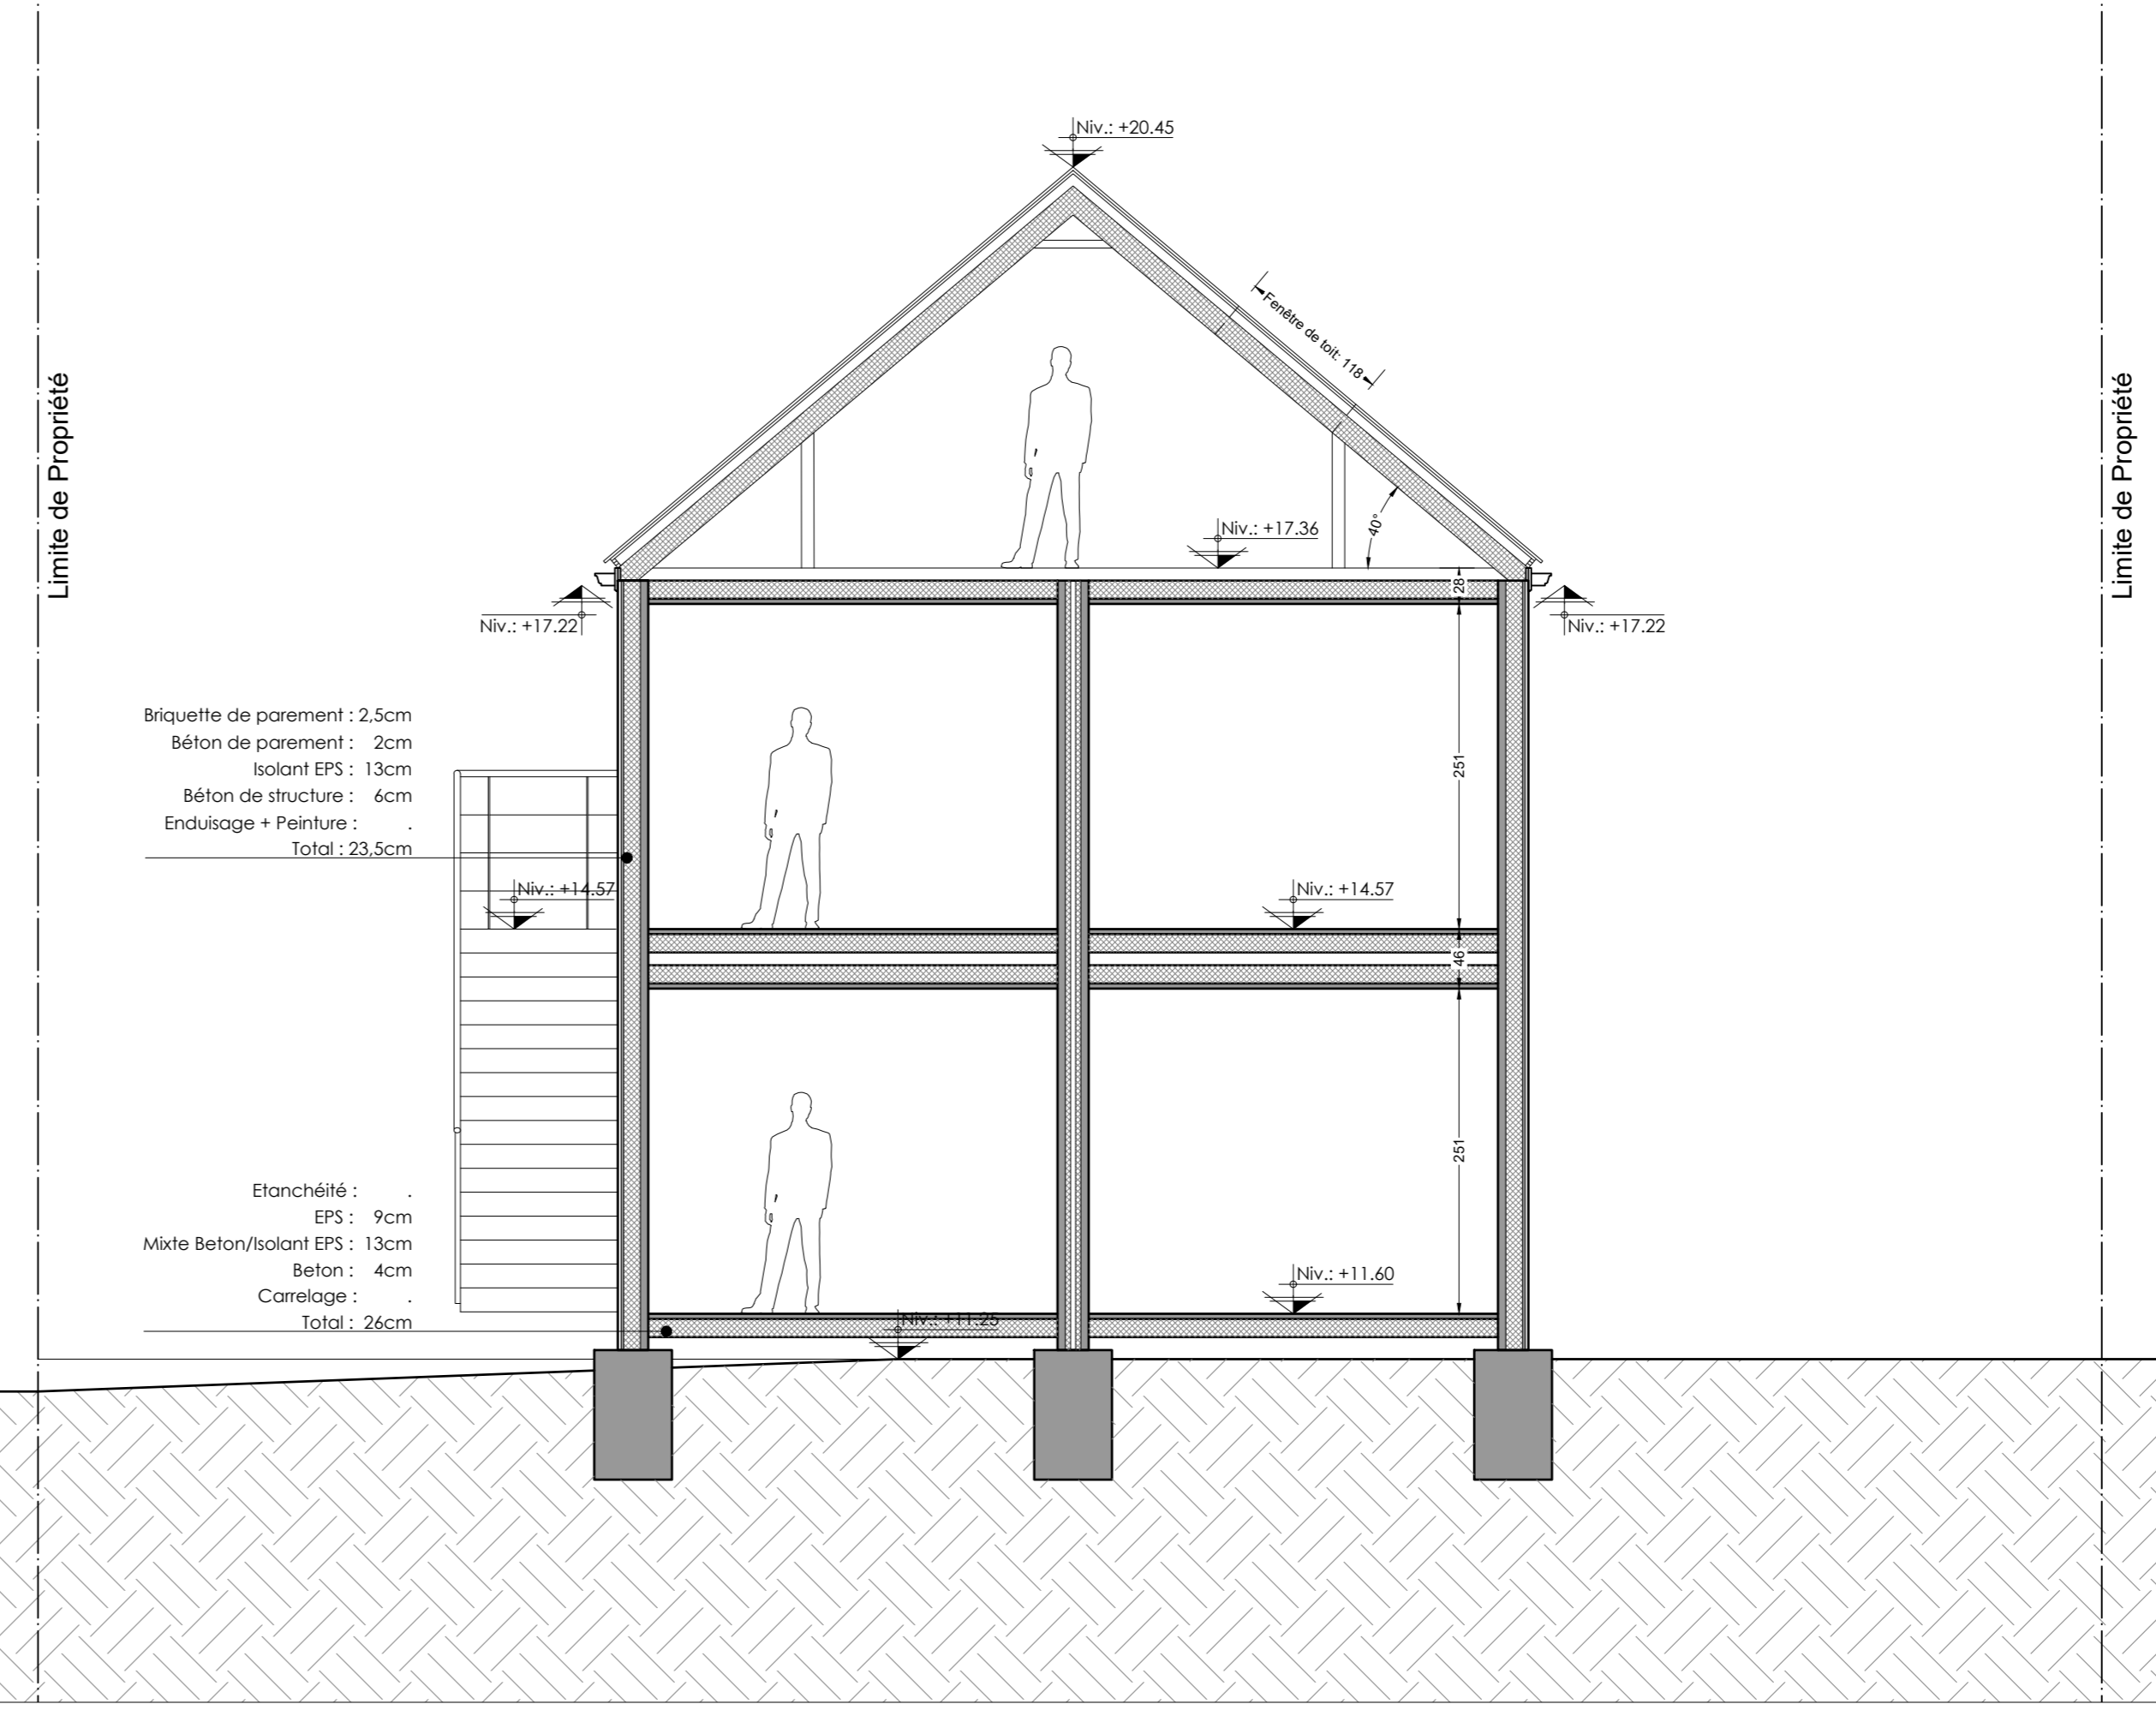 Niv.: +20.45
Fenêtre de toit: 118
Limite de Propriété
Limite de Propriété
40°
Niv.: +17.36
28
Niv.: +17.22
Niv.: +17.22
Briquette de parement : 2,5cm
Béton de parement : 2cm
Isolant EPS : 13cm
Béton de structure : 6cm
Enduisage + Peinture : .
Total : 23,5cm
251
Niv.: +14.57
Niv.: +14.57
46
251
Etanchéité : .
EPS : 9cm
Mixte Beton/Isolant EPS : 13cm
Beton : 4cm
Carrelage : .
Total : 26cm
Niv.: +11.60
Niv.: +11.25